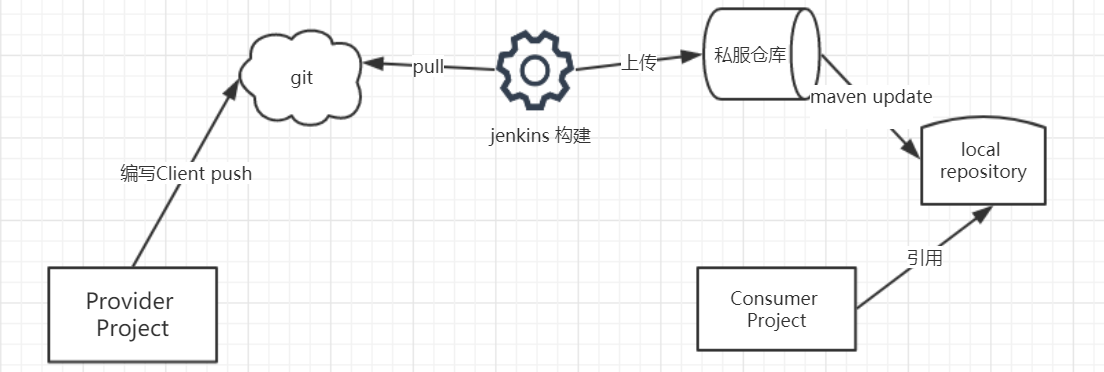 git
pull
jenkins 构建
上传
私服仓库
maven update
local
repository
编写Client push
引用
Provider
Project
Consumer
Project